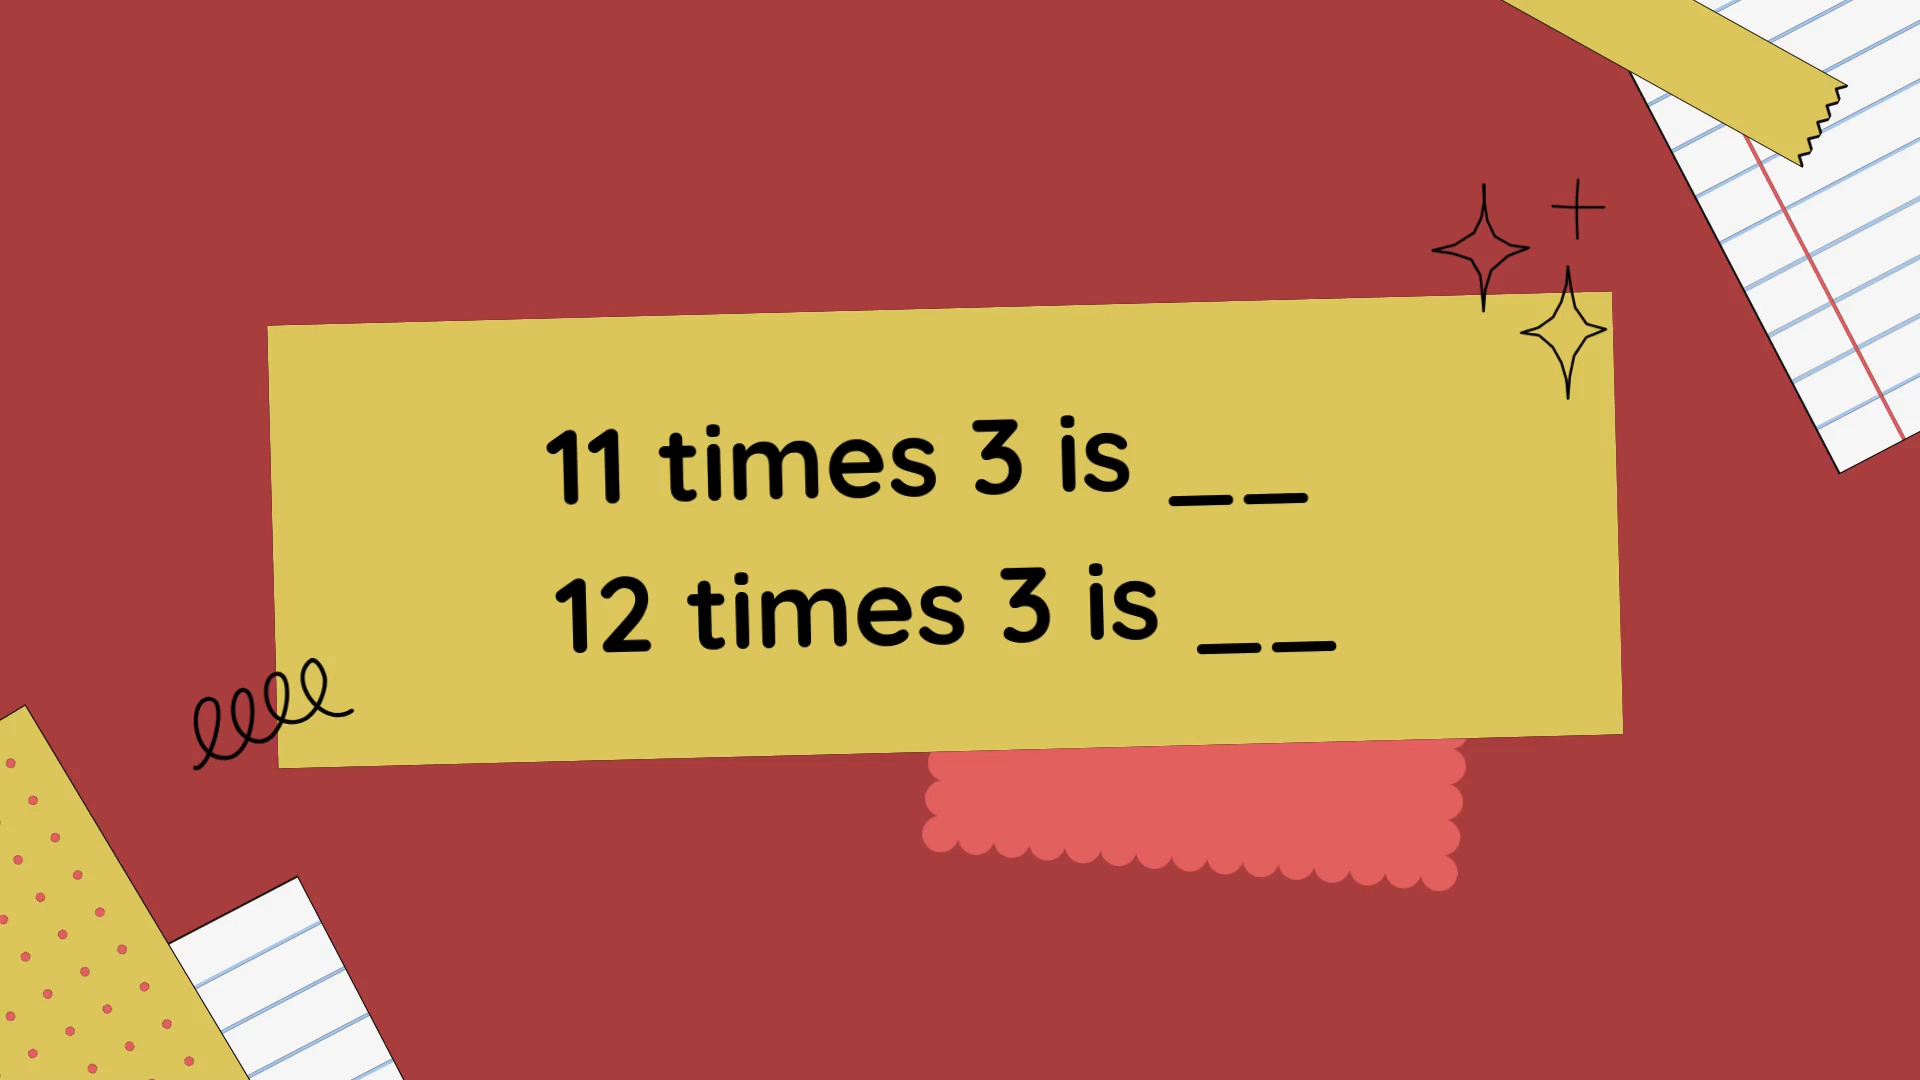 11 times 3 is __
12 times 3 is __